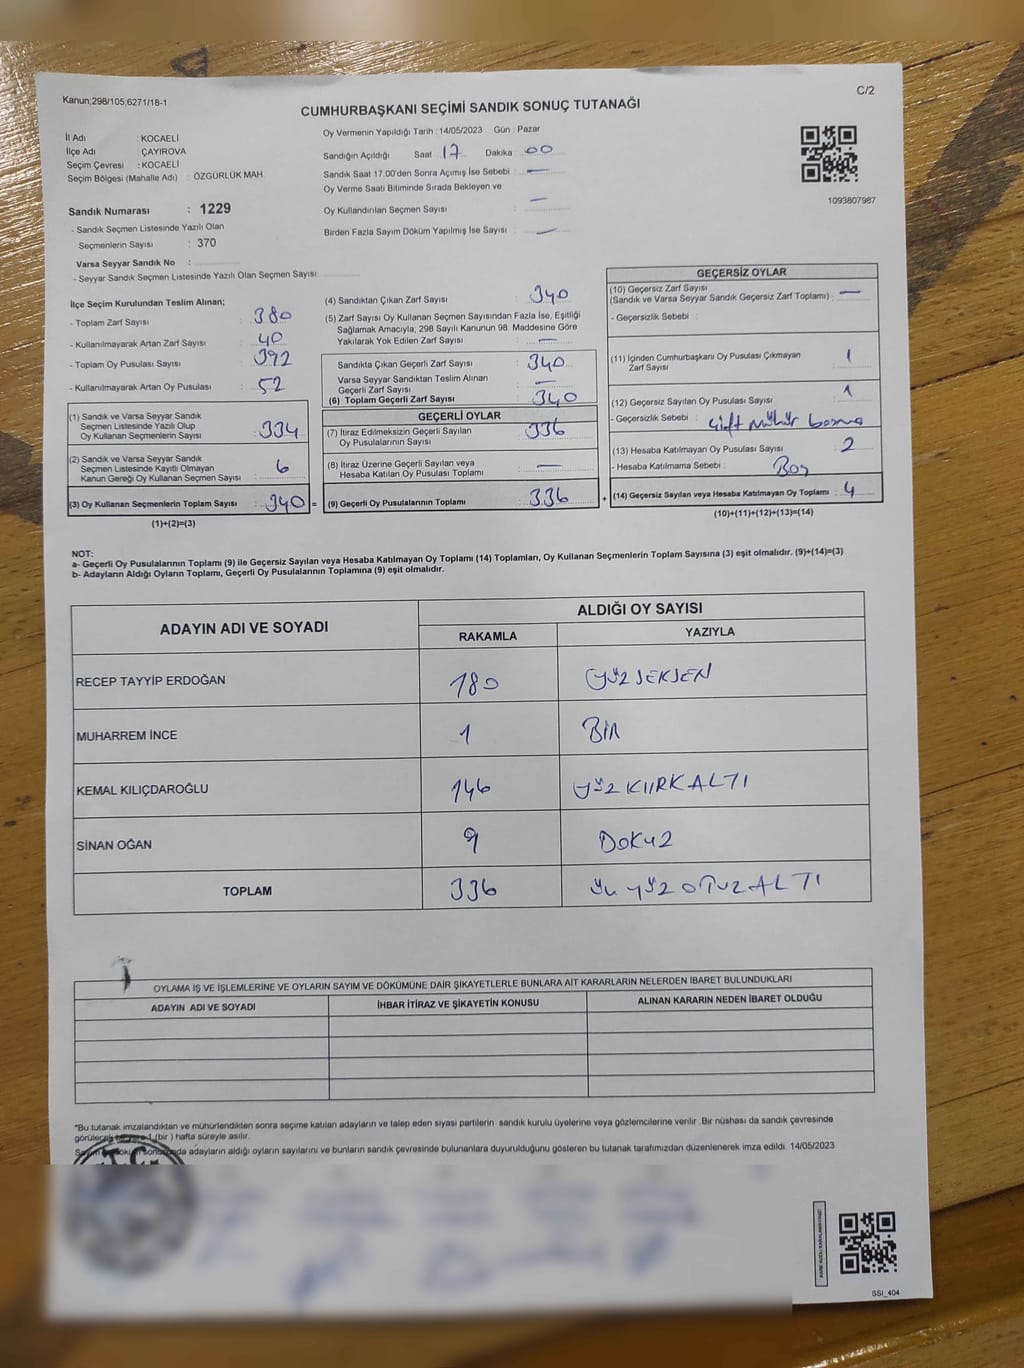 Kanun;298/105;6271/18-1
C/2
CUMHURBAŞKANI SEÇİMİ SANDIK SONUÇ TUTANAĞI
İl Adı : KOCAELİ
İlçe Adı : ÇAYIROVA
Seçim Çevresi : KOCAELİ
Seçim Bölgesi (Mahalle Adı) : ÖZGÜRLÜK MAH.
Sandık Numarası : 1229
- Sandık Seçmen Listesinde Yazılı Olan
Seçmenlerin Sayısı : 370
Varsa Seyyar Sandık No :
- Seyyar Sandık Seçmen Listesinde Yazılı Olan Seçmen Sayısı:
Oy Vermenin Yapıldığı Tarih : 14/05/2023 Gün : Pazar
Sandığın Açıldığı Saat 17 Dakika 00
Sandık Saat 17.00'den Sonra Açımış İse Sebebi : —
Oy Verme Saati Bitiminde Sırada Bekleyen ve
Oy Kullandırılan Seçmen Sayısı : —
Birden Fazla Sayım Döküm Yapılmış İse Sayısı : —
1093807987
İlçe Seçim Kurulundan Teslim Alınan;
- Toplam Zarf Sayısı : 380
- Kullanılmayarak Artan Zarf Sayısı : 40
- Toplam Oy Pusulası Sayısı : 392
- Kullanılmayarak Artan Oy Pusulası : 52
(1) Sandık ve Varsa Seyyar Sandık
Seçmen Listesinde Yazılı Olup
Oy Kullanan Seçmenlerin Sayısı : 334
(2) Sandık ve Varsa Seyyar Sandık
Seçmen Listesinde Kayıtlı Olmayan
Kanun Gereği Oy Kullanan Seçmen Sayısı : 6
(3) Oy Kullanan Seçmenlerin Toplam Sayısı : 340 =
(1)+(2)=(3)
(4) Sandıktan Çıkan Zarf Sayısı : 340
(5) Zarf Sayısı Oy Kullanan Seçmen Sayısından Fazla İse, Eşitliği
Sağlamak Amacıyla; 298 Sayılı Kanunun 98. Maddesine Göre
Yakılarak Yok Edilen Zarf Sayısı : —
Sandıkta Çıkan Geçerli Zarf Sayısı : 340
Varsa Seyyar Sandıktan Teslim Alınan
Geçerli Zarf Sayısı : —
(6) Toplam Geçerli Zarf Sayısı : 340
GEÇERLİ OYLAR
(7) İtiraz Edilmeksizin Geçerli Sayılan
Oy Pusulalarının Sayısı : 336
(8) İtiraz Üzerine Geçerli Sayılan veya
Hesaba Katılan Oy Pusulası Toplamı : —
(9) Geçerli Oy Pusulalarının Toplamı : 336 +
GEÇERSİZ OYLAR
(10) Geçersiz Zarf Sayısı
(Sandık ve Varsa Seyyar Sandık Geçersiz Zarf Toplamı) : —
- Geçersizlik Sebebi :
(11) İçinden Cumhurbaşkanı Oy Pusulası Çıkmayan
Zarf Sayısı : 1
(12) Geçersiz Sayılan Oy Pusulası Sayısı : 1
- Geçersizlik Sebebi : çift mühür basma
(13) Hesaba Katılmayan Oy Pusulası Sayısı : 2
- Hesaba Katılmama Sebebi : Boş
(14) Geçersiz Sayılan veya Hesaba Katılmayan Oy Toplamı : 4
(10)+(11)+(12)+(13)=(14)
NOT:
a- Geçerli Oy Pusulalarının Toplamı (9) ile Geçersiz Sayılan veya Hesaba Katılmayan Oy Toplamı (14) Toplamları, Oy Kullanan Seçmenlerin Toplam Sayısına (3) eşit olmalıdır. (9)+(14)=(3)
b- Adayların Aldığı Oyların Toplamı, Geçerli Oy Pusulalarının Toplamına (9) eşit olmalıdır.
ADAYIN ADI VE SOYADI
ALDIĞI OY SAYISI
RAKAMLA YAZIYLA
RECEP TAYYİP ERDOĞAN 180 YÜZ SEKSEN
MUHARREM İNCE 1 BİR
KEMAL KILIÇDAROĞLU 146 YÜZ KIIRK ALTI
SİNAN OĞAN 9 DOKUZ
TOPLAM 336 ÜÇ YÜZ OTUZ ALTI
OYLAMA İŞ VE İŞLEMLERİNE VE OYLARIN SAYIM VE DÖKÜMÜNE DAİR ŞİKAYETLERLE BUNLARA AİT KARARLARIN NELERDEN İBARET BULUNDUKLARI
ADAYIN ADI VE SOYADI İHBAR İTİRAZ VE ŞİKAYETİN KONUSU ALINAN KARARIN NEDEN İBARET OLDUĞU
*Bu tutanak imzalandıktan ve mühürlendikten sonra seçime katılan adayların ve talep eden siyasi partilerin sandık kurulu üyelerine veya gözlemcilerine verilir .Bir nüshası da sandık çevresinde
görülecek bir yere 1 (bir ) hafta süreyle asılır.
Sayım döküm sonucunda adayların aldığı oyların sayılarını ve bunların sandık çevresinde bulunanlara duyurulduğunu gösteren bu tutanak tarafımızdan düzenlenerek imza edildi. 14/05/2023
T.C.
SSI_404